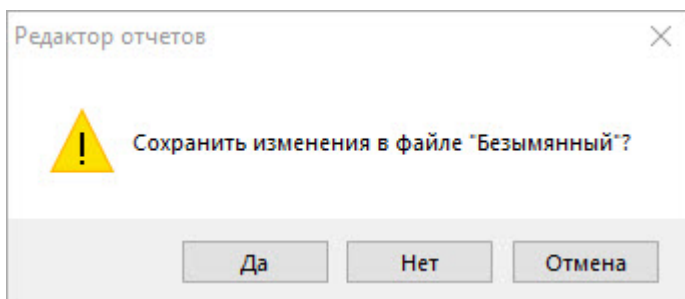 Редактор отчетов
Сохранить изменения в файле "Безымянный"?
Да Нет Отмена